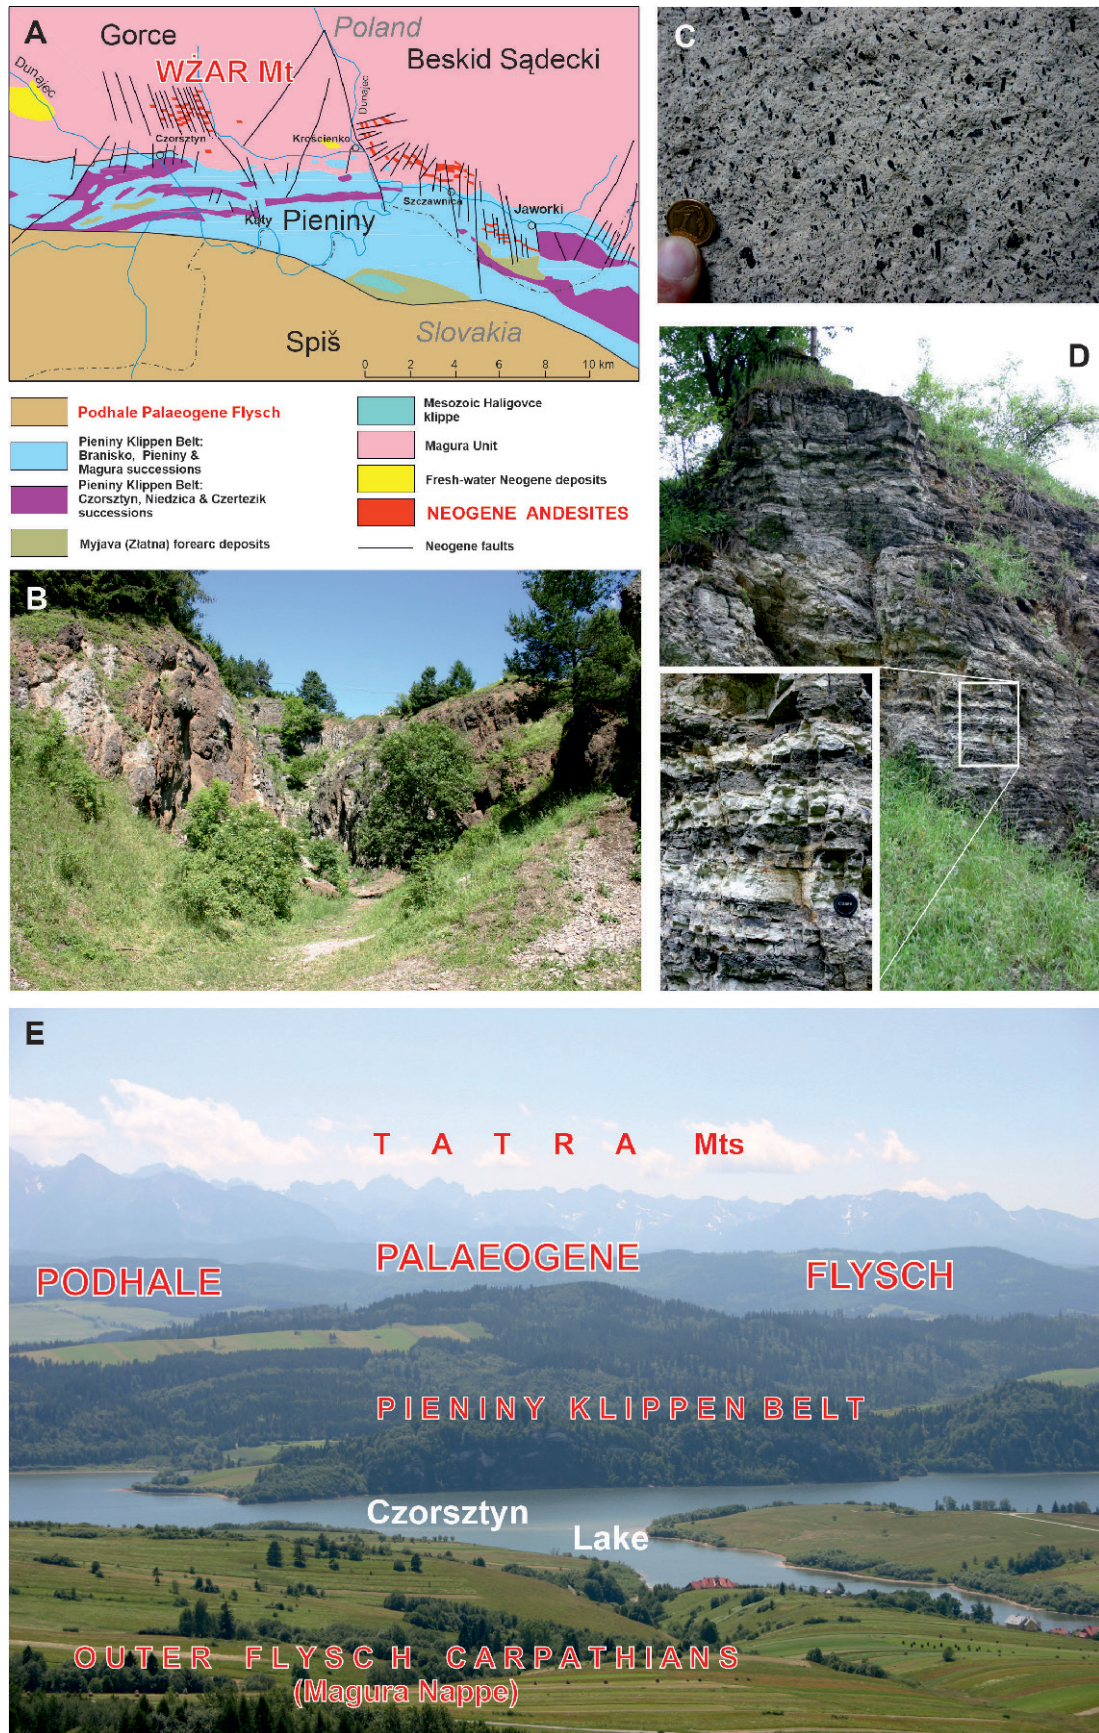 A
Gorce
Poland
Beskid Sądecki
WŻAR Mt
Dunajec
Dunajec
Czorsztyn
Krościenko
Szczawnica
Jaworki
Kąty
Pieniny
Spiš
Slovakia
0 2 4 6 8 10 km
Podhale Palaeogene Flysch
Pieniny Klippen Belt:
Branisko, Pieniny &
Magura successions
Pieniny Klippen Belt:
Czorsztyn, Niedzica & Czertezik
successions
Myjava (Złatna) forearc deposits
Mesozoic Haligovce
klippe
Magura Unit
Fresh-water Neogene deposits
NEOGENE ANDESITES
Neogene faults
B
C
D
E
TATRA Mts
PODHALE PALAEOGENE FLYSCH
PIENINY KLIPPEN BELT
Czorsztyn
Lake
OUTER FLYSCH CARPATHIANS
(Magura Nappe)